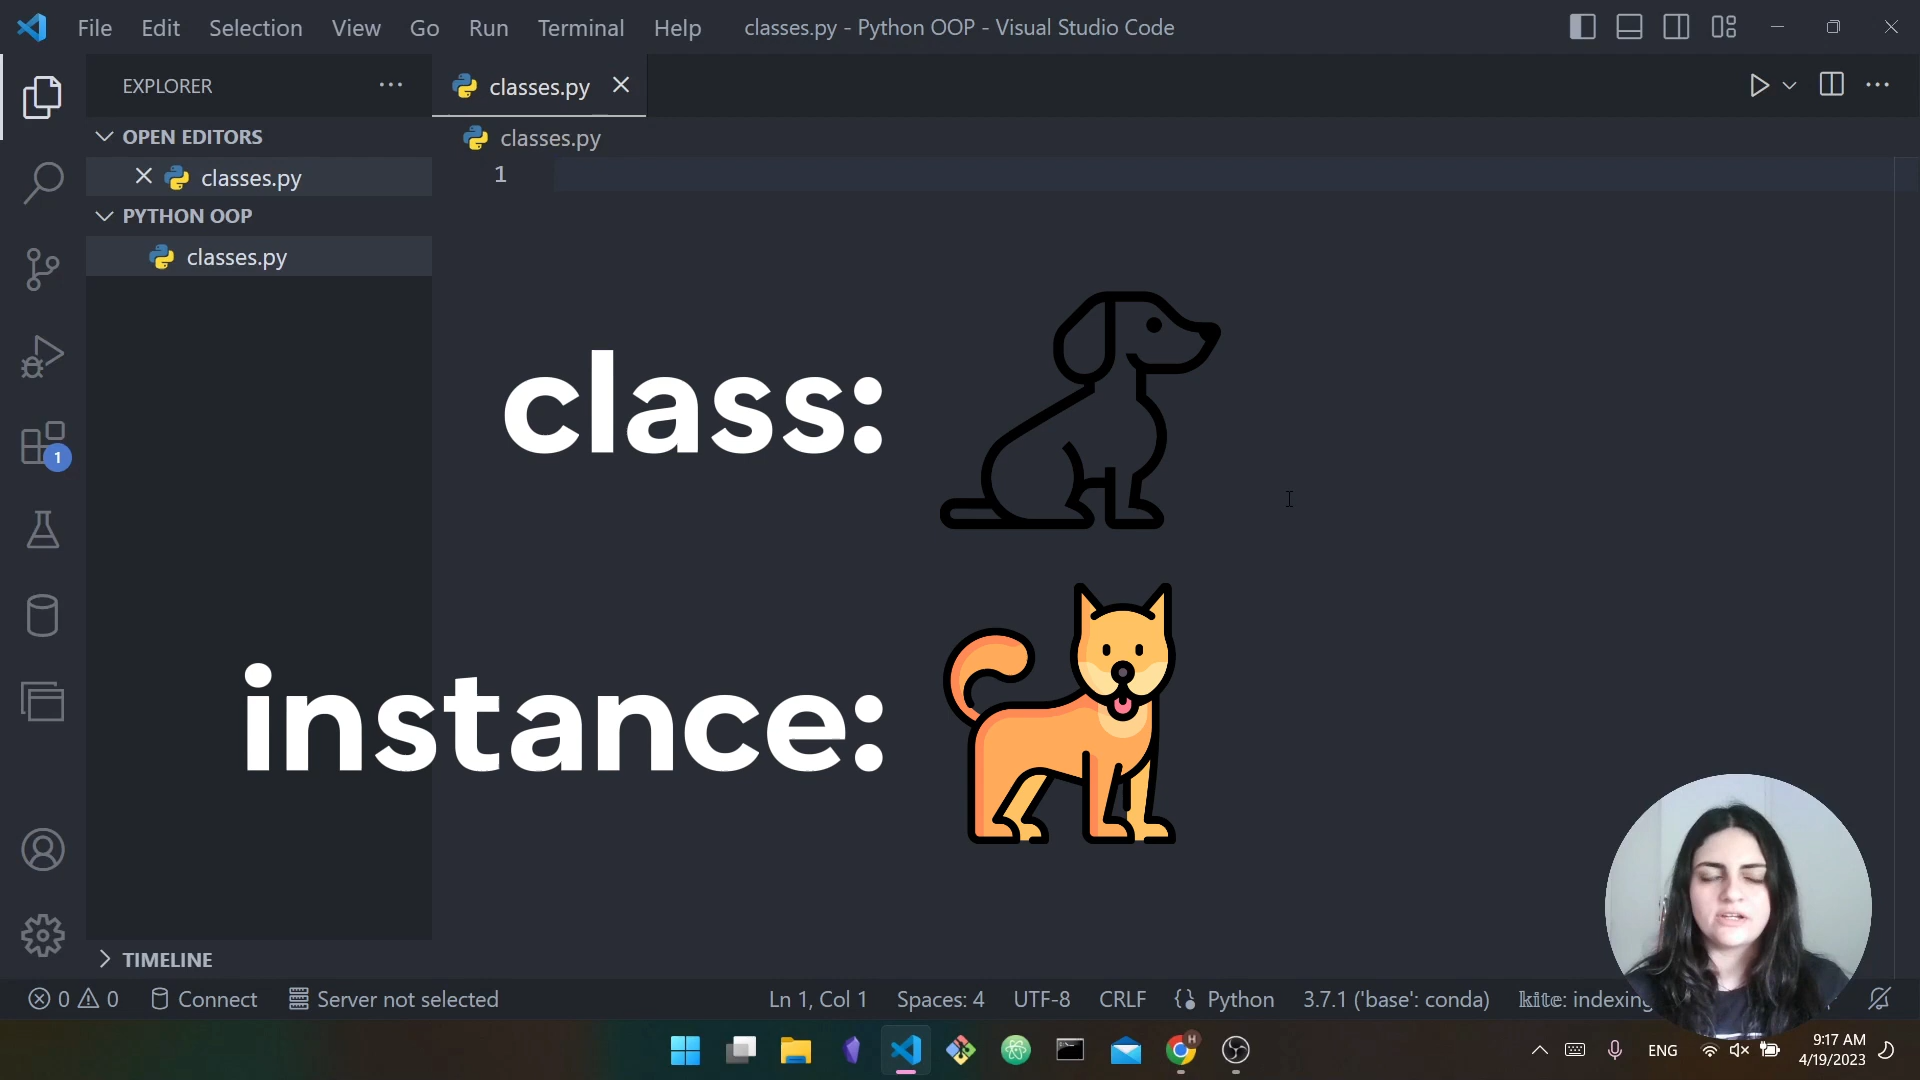 File Edit Selection View Go Run Terminal Help
classes.py - Python OOP - Visual Studio Code
EXPLORER
classes.py
OPEN EDITORS
classes.py
classes.py
1
PYTHON OOP
classes.py
class:
instance:
1
TIMELINE
0 0 Connect Server not selected
Ln 1, Col 1 Spaces: 4 UTF-8 CRLF Python 3.7.1 ('base': conda) kite: indexing
H
ENG
9:17 AM
4/19/2023